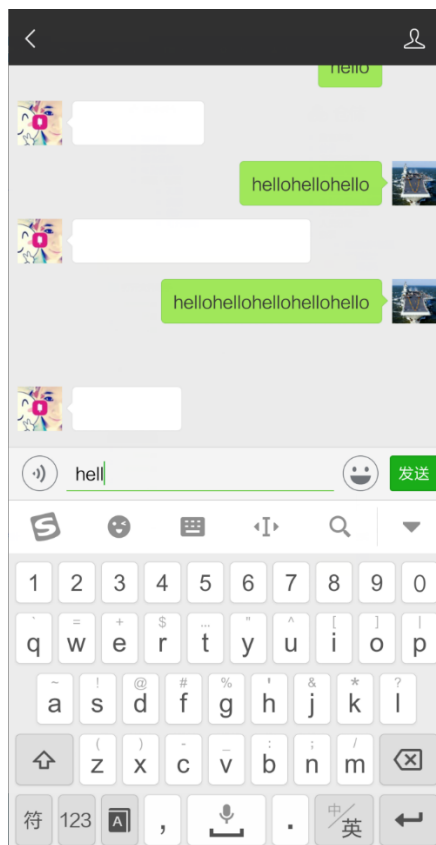 hello
hellohellohello
hellohellohellohellohello
hell
发送
1 2 3 4 5 6 7 8 9 0
` = + $ ... " ^ [ ] |
q w e r t y u i o p
~ ! @ # % ' & * ?
a s d f g h j k l
( ) - _ : ; /
z x c v b n m
符 123 A , . 中/英